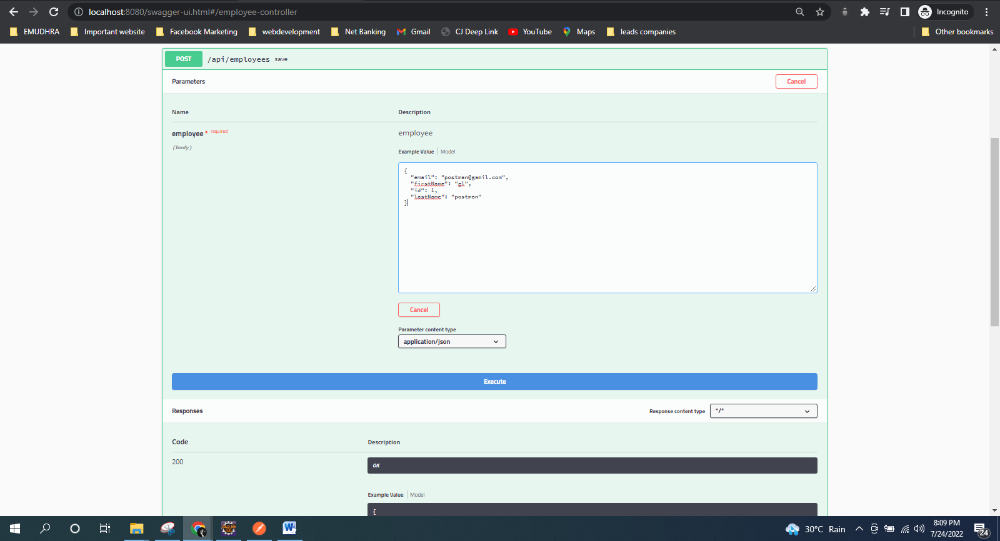 localhost:8080/swagger-ui.html#/employee-controller
Incognito
EMUDHRA Important website Facebook Marketing webdevelopment Net Banking Gmail CJ Deep Link YouTube Maps leads companies Other bookmarks
POST /api/employees save
Parameters Cancel
Name Description
employee * required employee
(body)
Example Value Model
{
"email": "postman@gamil.com",
"firstName": "gl",
"id": 1,
"lastName": "postman"
}
Cancel
Parameter content type
application/json
Execute
Responses Response content type */*
Code Description
200 OK
Example Value Model
{
30°C Rain
8:09 PM
7/24/2022
24
Java EE
IDE
W